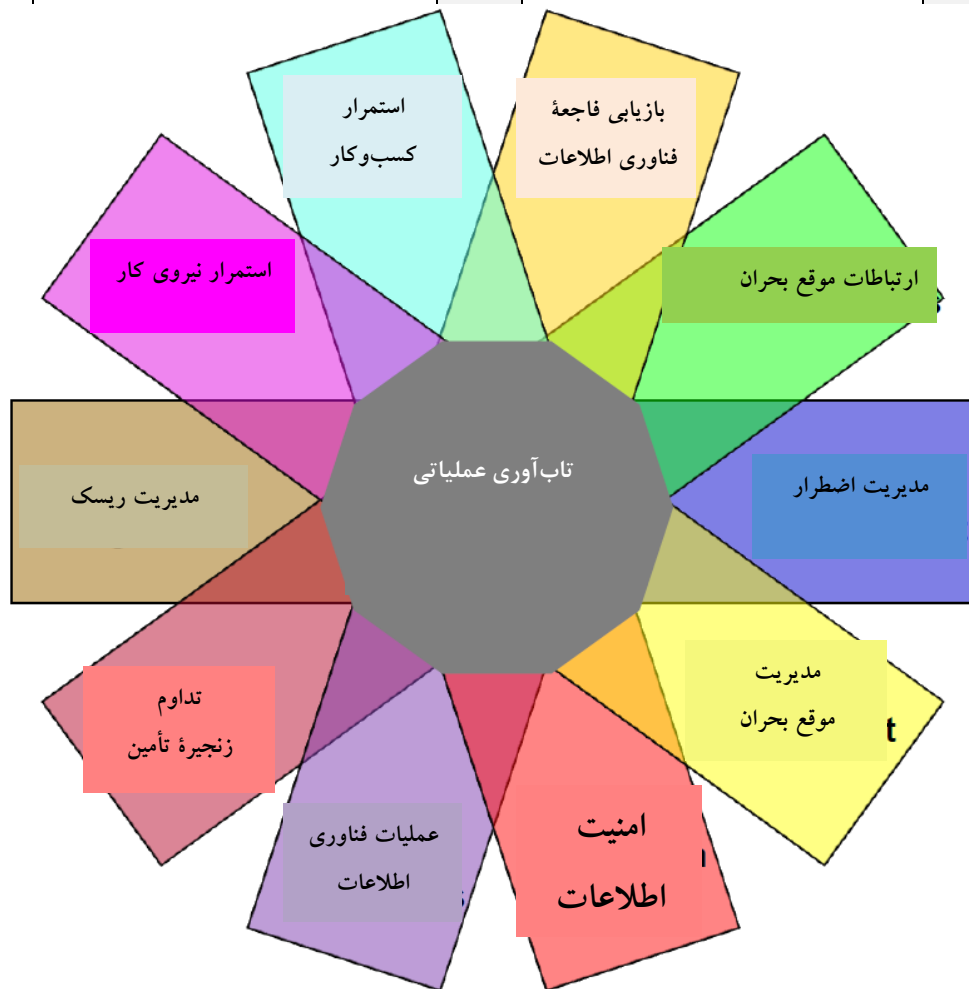 بازیابی فاجعهٔ
فناوری اطلاعات
استمرار
کسب‌وکار
ارتباطات موقع بحران
استمرار نیروی کار
تاب‌آوری عملیاتی
مدیریت اضطرار
مدیریت ریسک
مدیریت
موقع بحران
تداوم
زنجیرهٔ تأمین
امنیت
اطلاعات
عملیات فناوری
اطلاعات
t